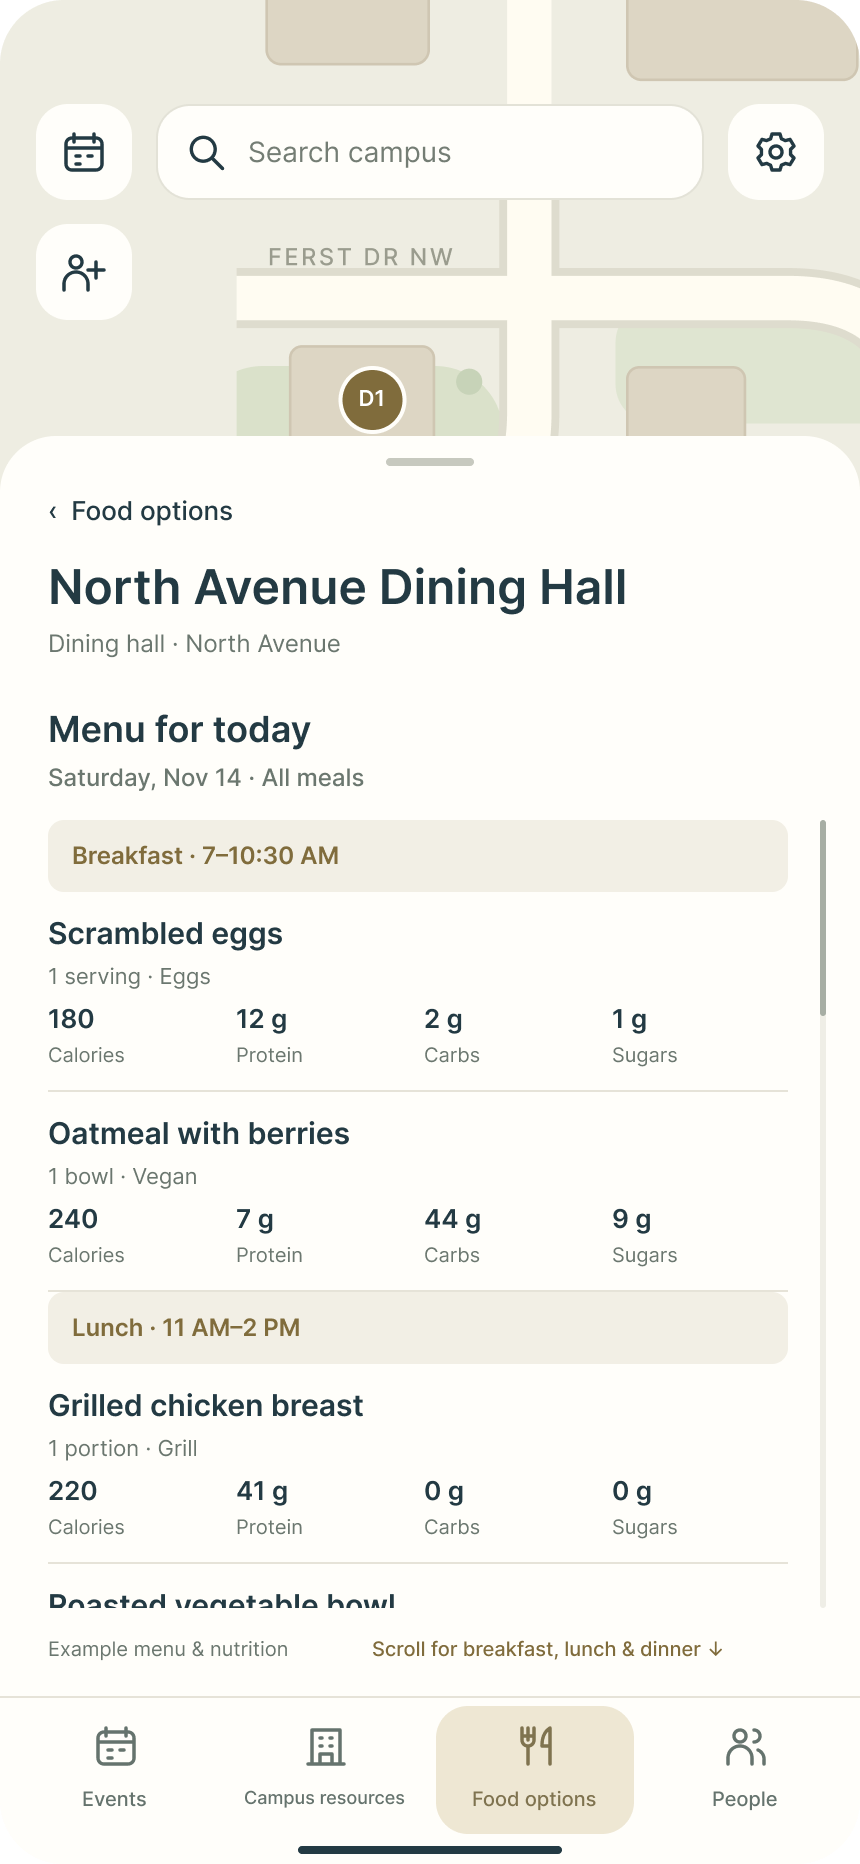 Search campus
FERST DR NW
D1
‹ Food options
North Avenue Dining Hall
Dining hall · North Avenue
Menu for today
Saturday, Nov 14 · All meals
Breakfast · 7–10:30 AM
Scrambled eggs
1 serving · Eggs
180 12 g 2 g 1 g
Calories Protein Carbs Sugars
Oatmeal with berries
1 bowl · Vegan
240 7 g 44 g 9 g
Calories Protein Carbs Sugars
Lunch · 11 AM–2 PM
Grilled chicken breast
1 portion · Grill
220 41 g 0 g 0 g
Calories Protein Carbs Sugars
Roasted vegetable bowl
Example menu & nutrition Scroll for breakfast, lunch & dinner ↓
Events Campus resources Food options People